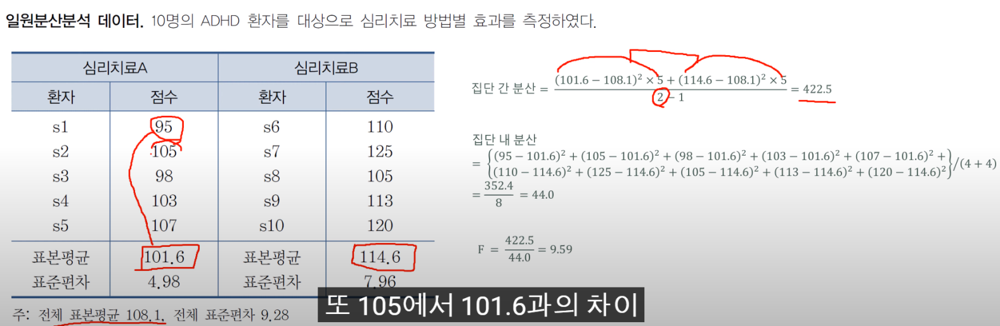 일원분산분석 데이터. 10명의 ADHD 환자를 대상으로 심리치료 방법별 효과를 측정하였다.
심리치료A 심리치료B
환자 점수 환자 점수
s1 95 s6 110
s2 105 s7 125
s3 98 s8 105
s4 103 s9 113
s5 107 s10 120
표본평균 101.6 표본평균 114.6
표준편차 4.98 표준편차 7.96
주: 전체 표본평균 108.1, 전체 표준편차 9.28
집단 간 분산 = (101.6 − 108.1)² × 5 + (114.6 − 108.1)² × 5 / 2 − 1 = 422.5
집단 내 분산
= {(95 − 101.6)² + (105 − 101.6)² + (98 − 101.6)² + (103 − 101.6)² + (107 − 101.6)² +
(110 − 114.6)² + (125 − 114.6)² + (105 − 114.6)² + (113 − 114.6)² + (120 − 114.6)²}/(4 + 4)
= 352.4 / 8 = 44.0
F = 422.5 / 44.0 = 9.59
또 105에서 101.6과의 차이